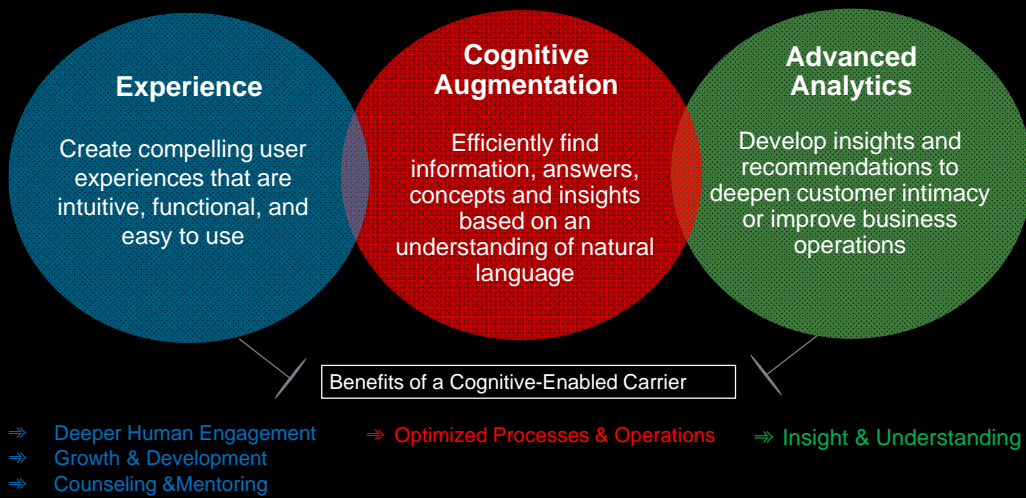 Experience
Create compelling user
experiences that are
intuitive, functional, and
easy to use
Cognitive
Augmentation
Efficiently find
information, answers,
concepts and insights
based on an
understanding of natural
language
Advanced
Analytics
Develop insights and
recommendations to
deepen customer intimacy
or improve business
operations
Benefits of a Cognitive-Enabled Carrier
⇒ Deeper Human Engagement
⇒ Growth & Development
⇒ Counseling &Mentoring
⇒ Optimized Processes & Operations
⇒ Insight & Understanding